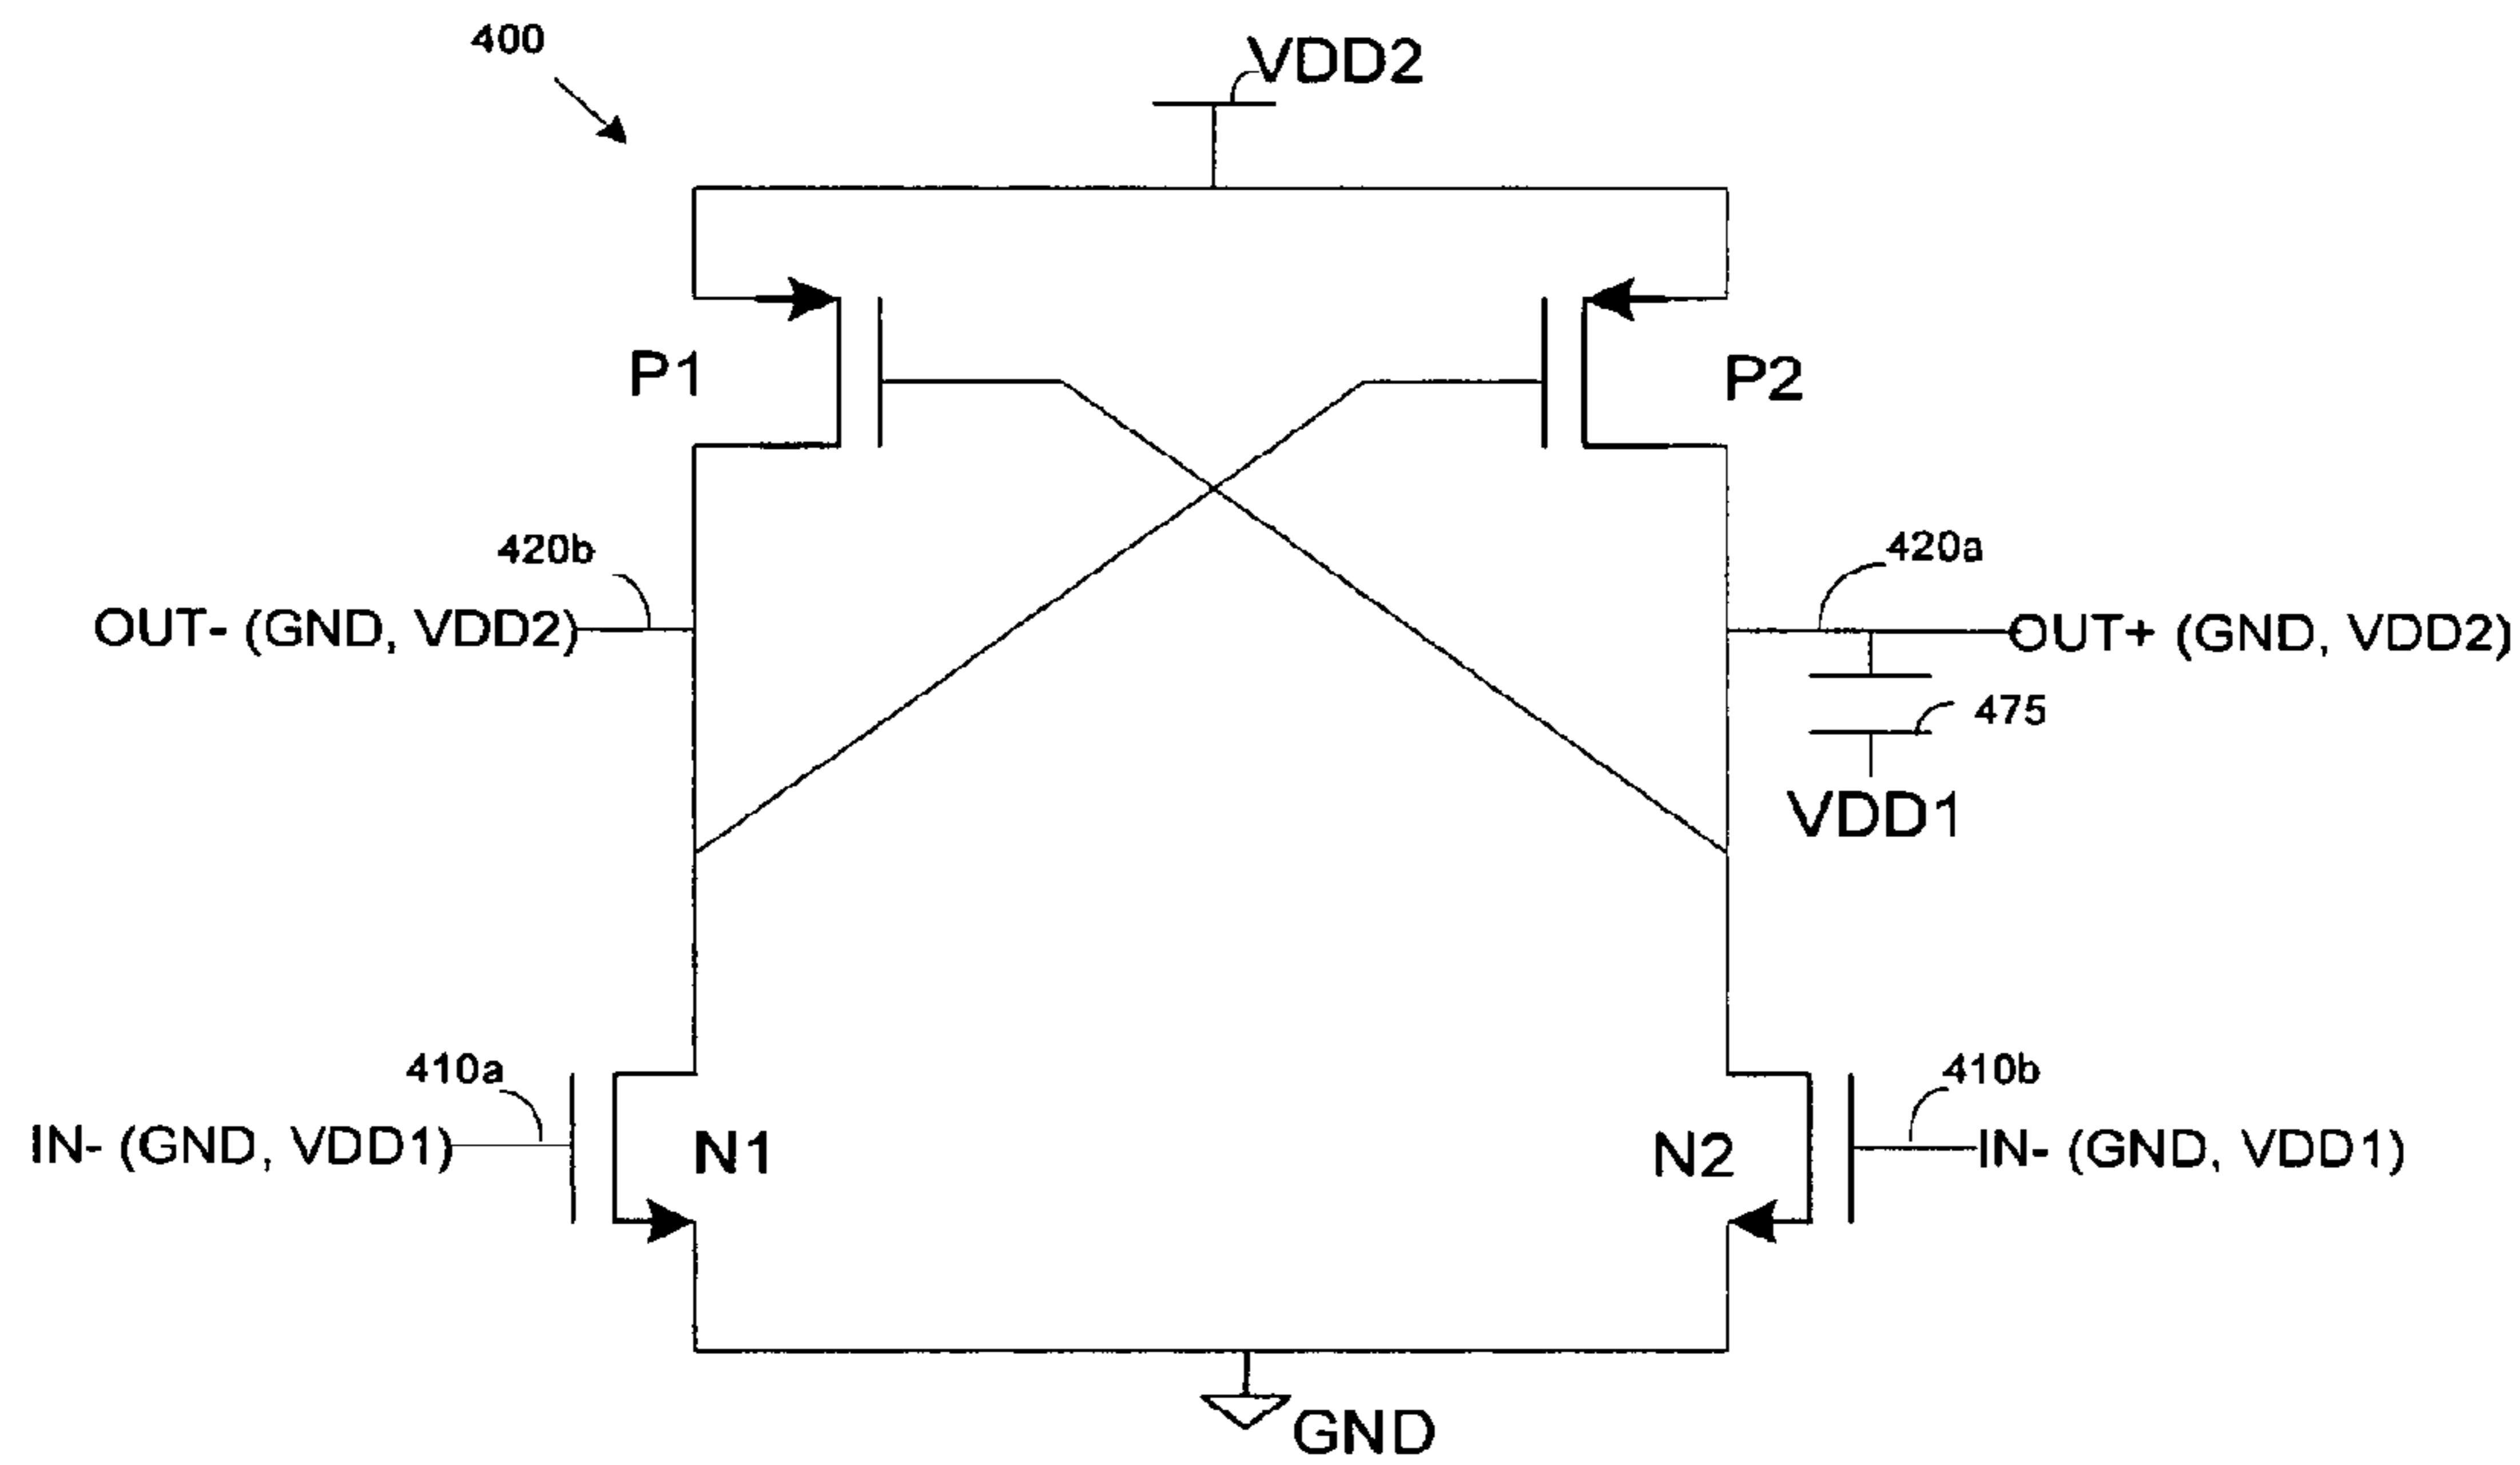 400
VDD2
P1
P2
420b
420a
OUT- (GND, VDD2)
OUT+ (GND, VDD2)
475
VDD1
410a
410b
IN- (GND, VDD1)
N1
N2
IN- (GND, VDD1)
GND